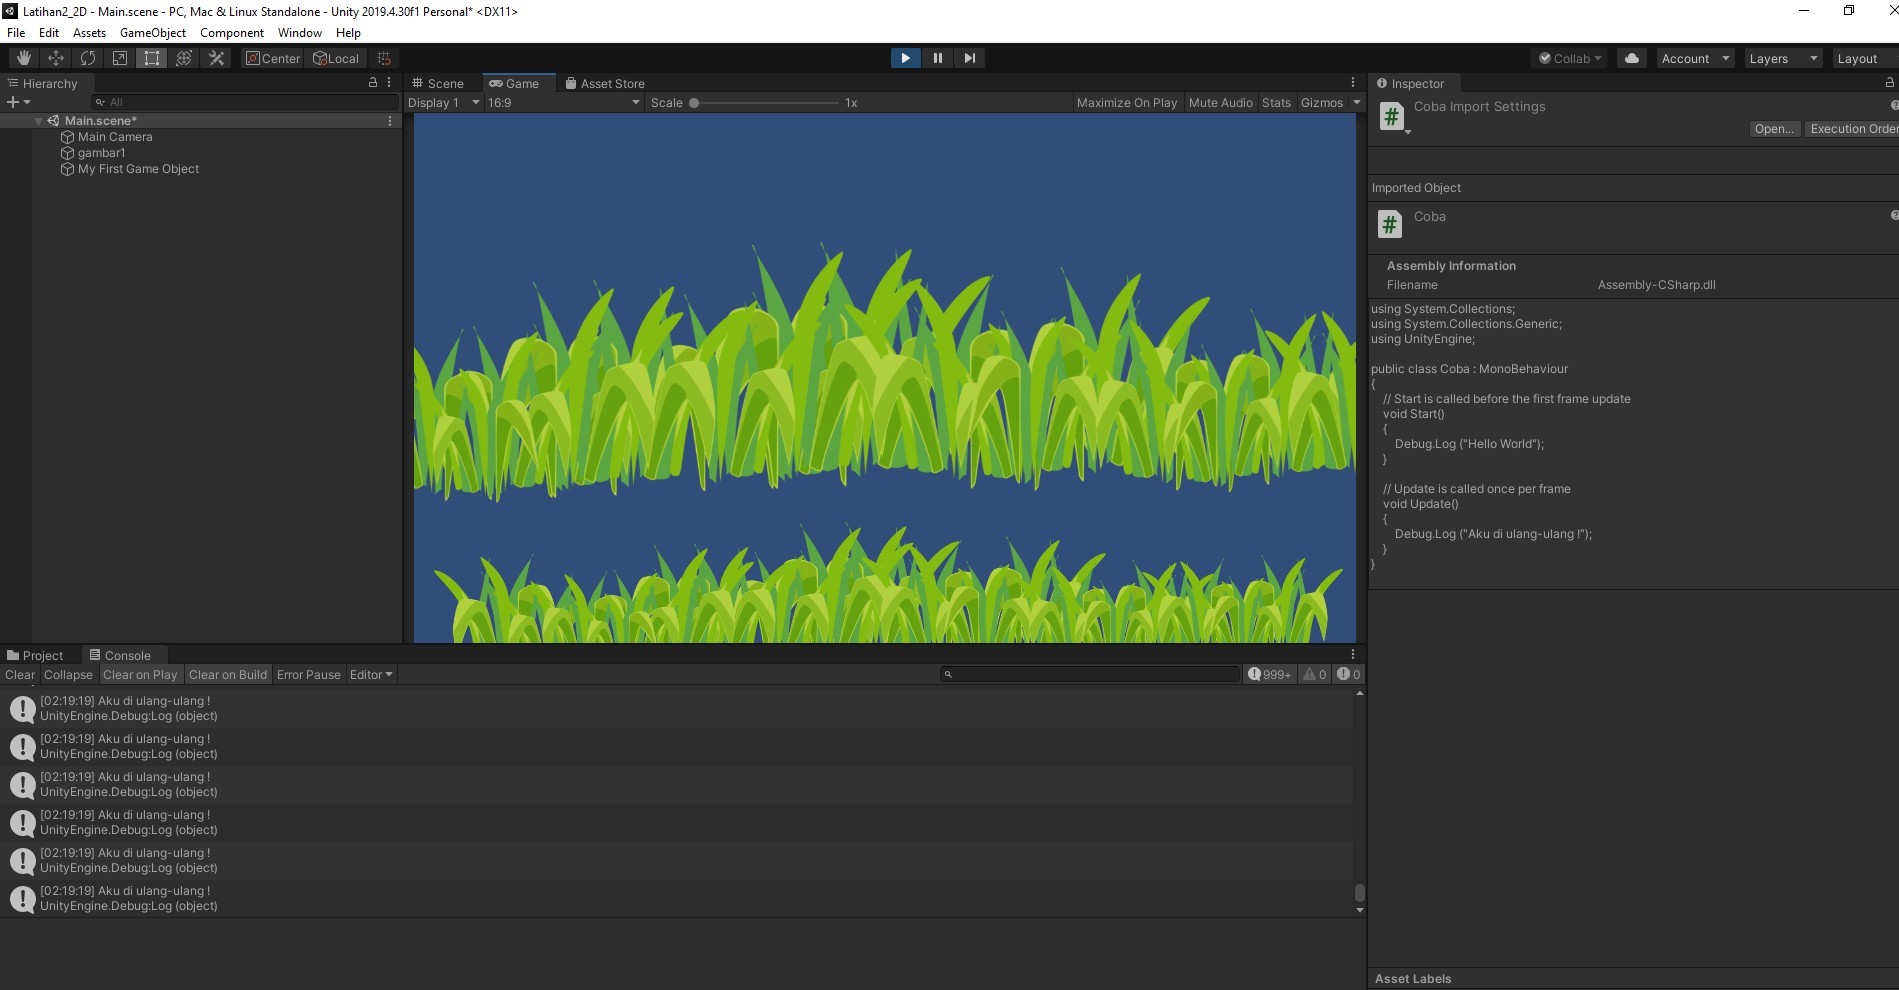 Latihan2_2D - Main.scene - PC, Mac & Linux Standalone - Unity 2019.4.30f1 Personal* <DX11>
File Edit Assets GameObject Component Window Help
Center Local Collab Account Layers Layout
Hierarchy
All
Main.scene*
Main Camera
gambar1
My First Game Object
Scene Game Asset Store
Display 1 16:9 Scale 1x Maximize On Play Mute Audio Stats Gizmos
Inspector
Coba Import Settings
Open... Execution Order
Imported Object
Coba
Assembly Information
Filename Assembly-CSharp.dll
using System.Collections;
using System.Collections.Generic;
using UnityEngine;
public class Coba : MonoBehaviour
{
// Start is called before the first frame update
void Start()
{
Debug.Log ("Hello World");
}
// Update is called once per frame
void Update()
{
Debug.Log ("Aku di ulang-ulang !");
}
}
Asset Labels
Project Console
Clear Collapse Clear on Play Clear on Build Error Pause Editor 999+ 0 0
[02:19:19] Aku di ulang-ulang !
UnityEngine.Debug:Log (object)
[02:19:19] Aku di ulang-ulang !
UnityEngine.Debug:Log (object)
[02:19:19] Aku di ulang-ulang !
UnityEngine.Debug:Log (object)
[02:19:19] Aku di ulang-ulang !
UnityEngine.Debug:Log (object)
[02:19:19] Aku di ulang-ulang !
UnityEngine.Debug:Log (object)
[02:19:19] Aku di ulang-ulang !
UnityEngine.Debug:Log (object)